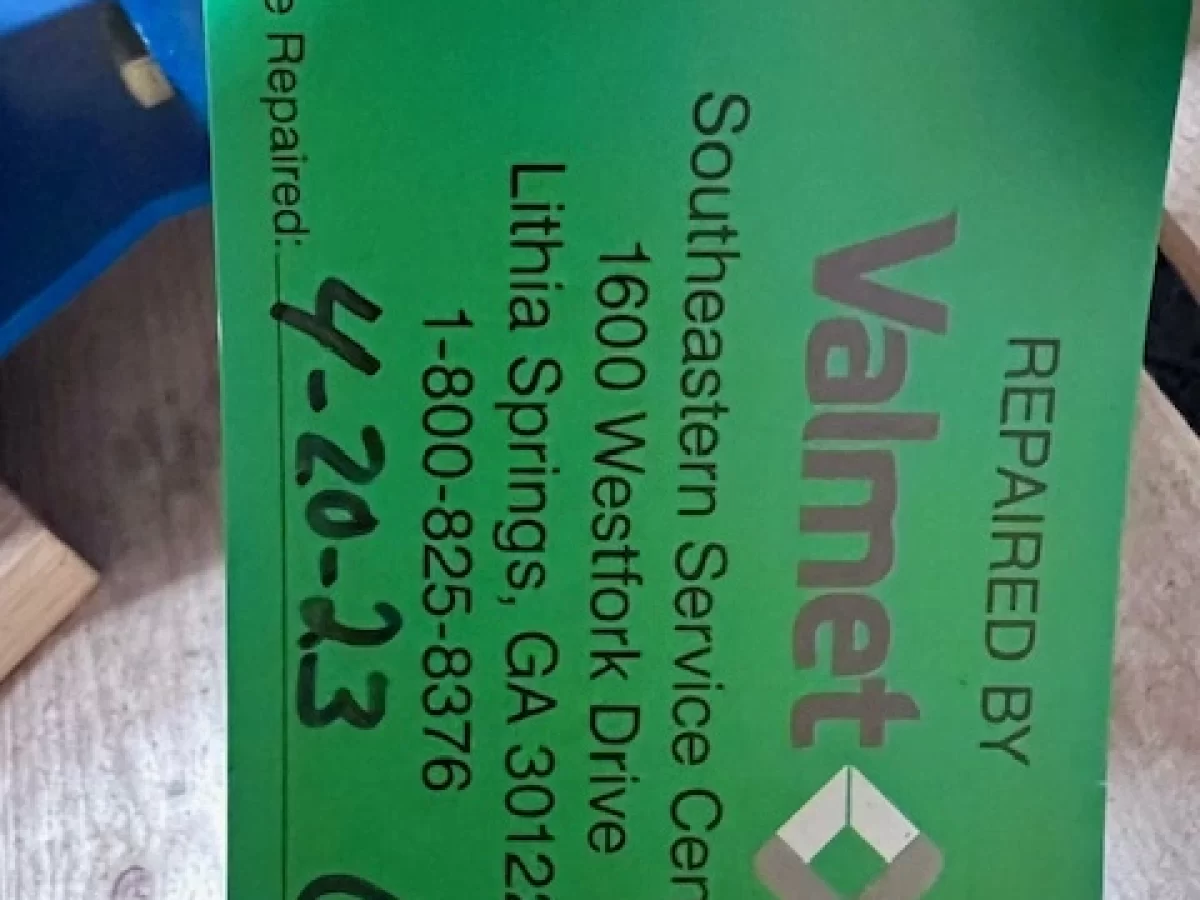 REPAIRED BY
Valmet
Southeastern Service Cen
1600 Westfork Drive
Lithia Springs, GA 30122
1-800-825-8376
e Repaired: 4-20-23